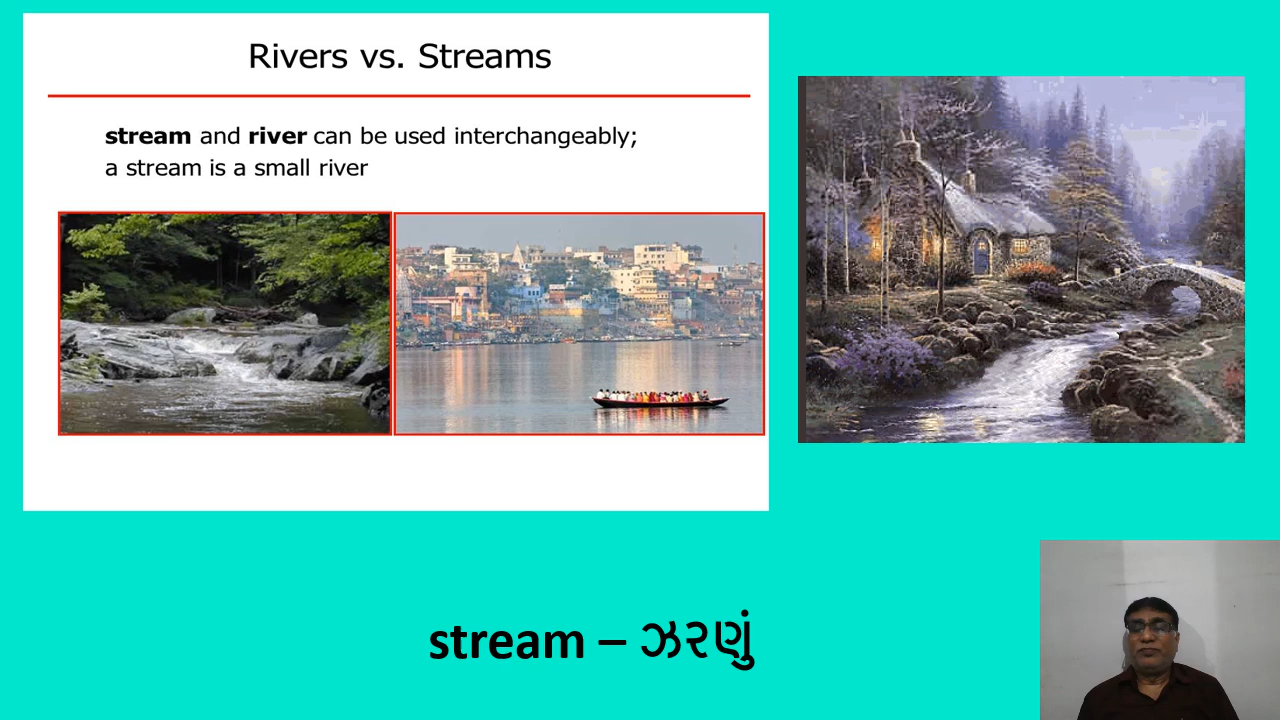 Rivers vs. Streams
stream and river can be used interchangeably;
a stream is a small river
stream – ઝરણું